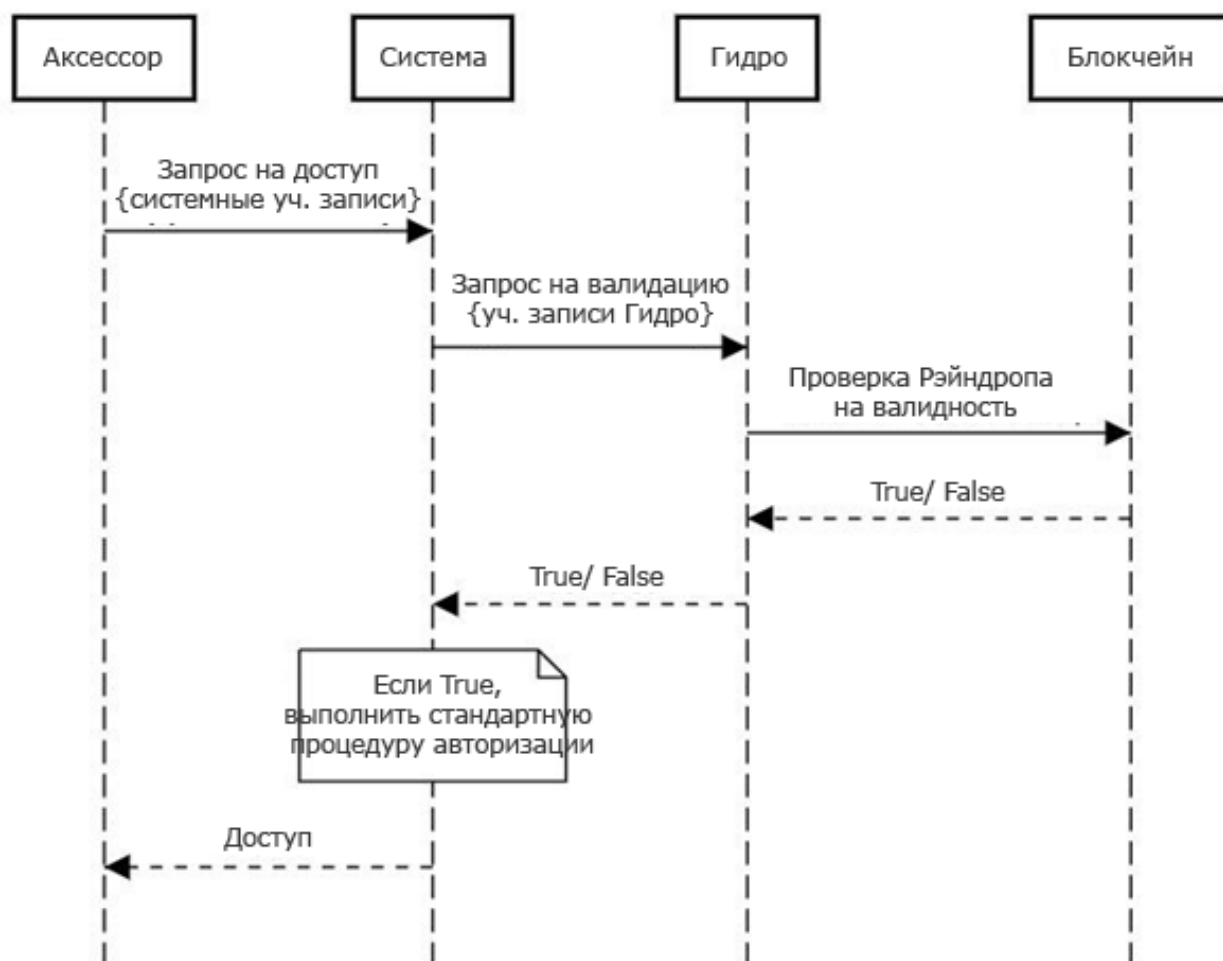 Аксессор
Система
Гидро
Блокчейн
Запрос на доступ
{системные уч. записи}
Запрос на валидацию
{уч. записи Гидро}
Проверка Рэйндропа
на валидность
True/ False
True/ False
Если True,
выполнить стандартную
процедуру авторизации
Доступ